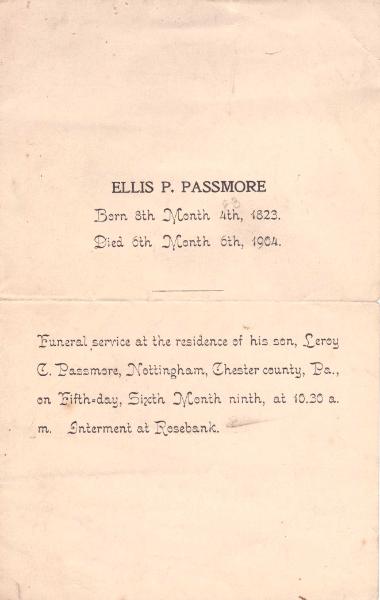 ELLIS P. PASSMORE
Born 8th Month 4th, 1823.
Died 6th Month 6th, 1904.
Funeral service at the residence of his son, Leroy
C. Passmore, Nottingham, Chester county, Pa.,
on Fifth-day, Sixth Month ninth, at 10.30 a.
m. Interment at Rosebank.